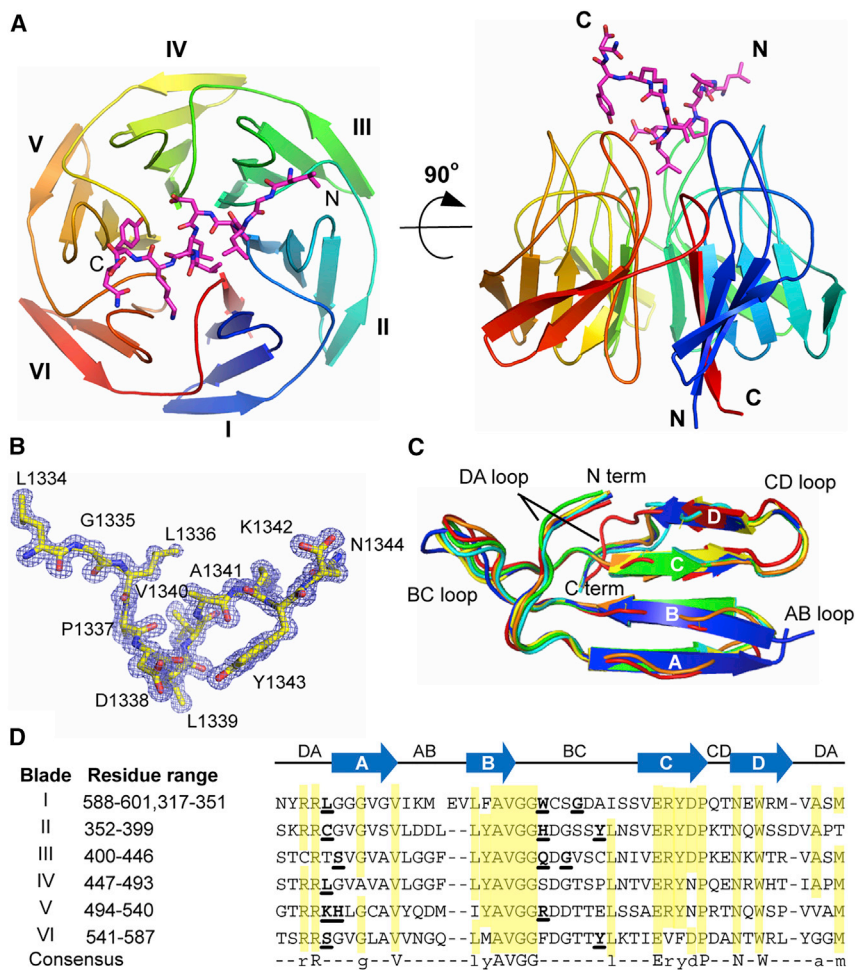 A
IV
V
III
N
C
II
VI
I
90°
C
N
N
C
B
L1334
G1335
L1336
K1342
N1344
V1340
A1341
P1337
D1338
L1339
Y1343
C
DA loop
N term
CD loop
D
C
BC loop
C term
B
AB loop
A
D
DA A AB B BC C CD D DA
Blade Residue range
I 588-601,317-351 NYRRLGGGVGVIKM EVLFAVGGWCSGDAISSVERYDPQTNEWRM-VASM
II 352-399 SKRRCGVGVSVLDDL--LYAVGGHDGSSYLNSVERYDPKTNQWSSDVAPT
III 400-446 STCRTSVGVAVLGGF--LYAVGGQDGVSCLNIVERYDPKENKWTR-VASM
IV 447-493 STRRLGVAVAVLGGF--LYAVGGSDGTSPLNTVERYNPQENRWHT-IAPM
V 494-540 GTRRKHLGCAVYQDM--IYAVGGRDDTTELSSAERYNPRTNQWSP-VVAM
VI 541-587 TSRRSGVGLAVVNGQ--LMAVGGFDGTTYLKTIEVFDPDANTWRL-YGGM
Consensus --rR---g--V------lyAVGG------l---ErydP--N-W----a-m